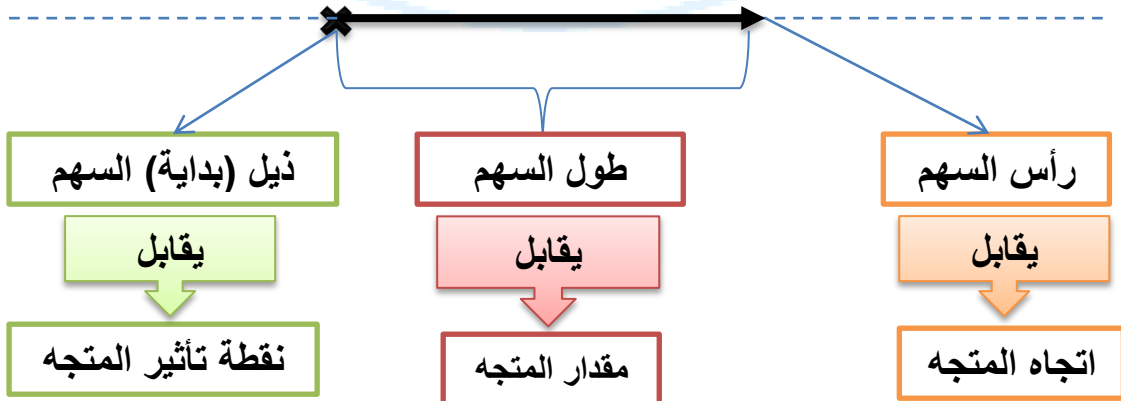 رأس السهم
طول السهم
ذيل (بداية) السهم
يقابل
يقابل
يقابل
اتجاه المتجه
مقدار المتجه
نقطة تأثير المتجه